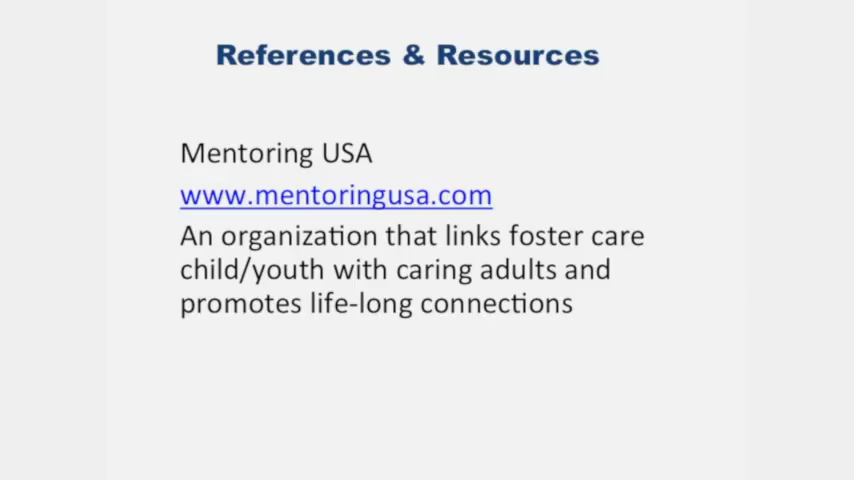 References & Resources
Mentoring USA
www.mentoringusa.com
An organization that links foster care
child/youth with caring adults and
promotes life-long connections